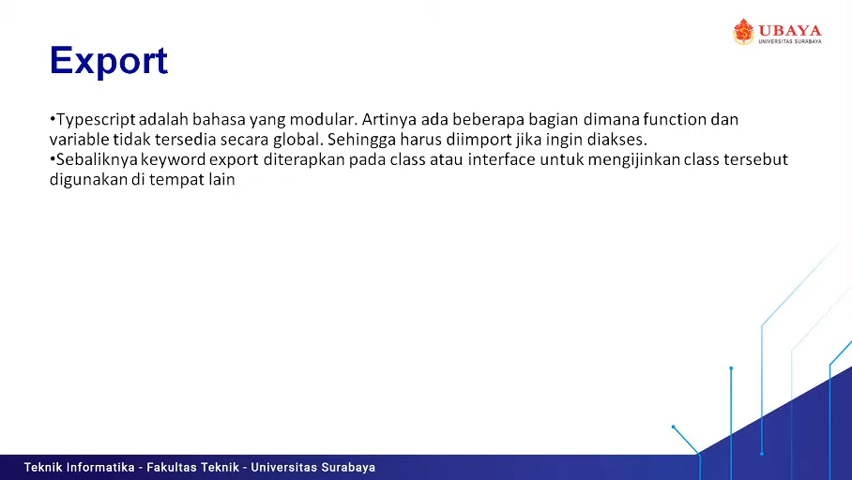 UBAYA
UNIVERSITAS SURABAYA
Export
•Typescript adalah bahasa yang modular. Artinya ada beberapa bagian dimana function dan
variable tidak tersedia secara global. Sehingga harus diimport jika ingin diakses.
•Sebaliknya keyword export diterapkan pada class atau interface untuk mengijinkan class tersebut
digunakan di tempat lain
Teknik Informatika - Fakultas Teknik - Universitas Surabaya